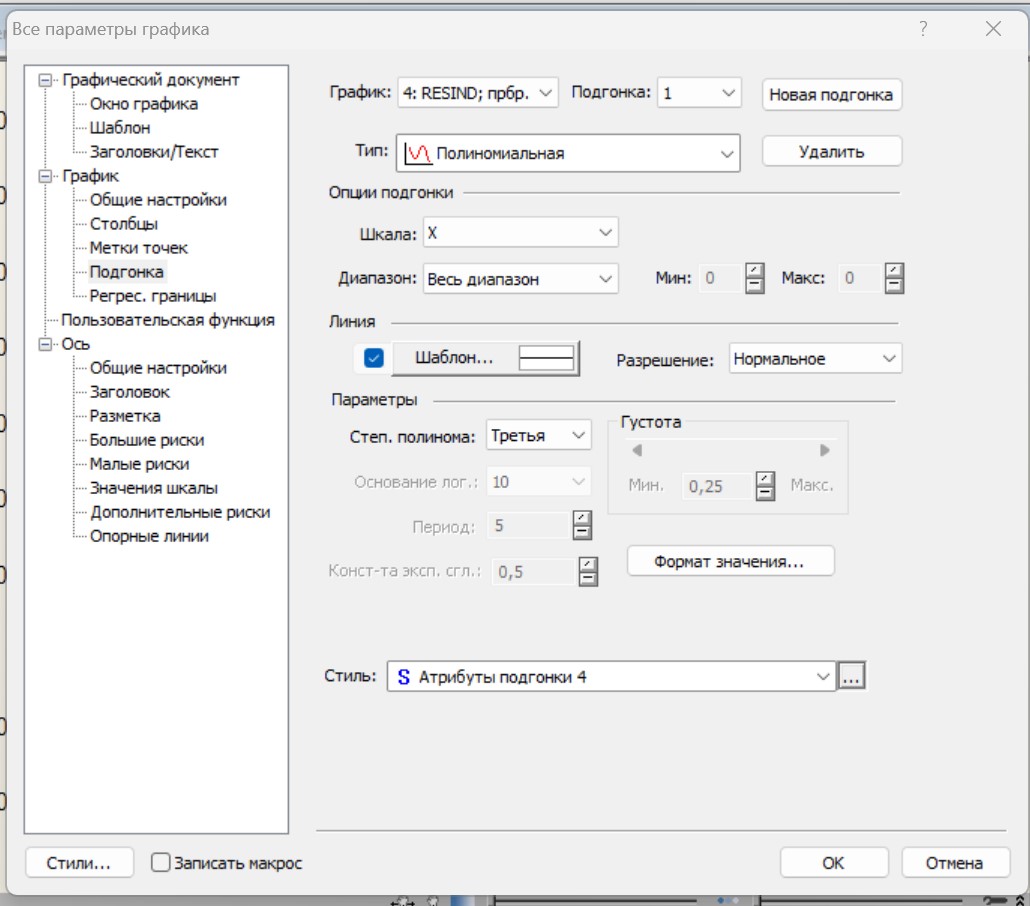 Все параметры графика
?
Графический документ
Окно графика
Шаблон
Заголовки/Текст
График
Общие настройки
Столбцы
Метки точек
Подгонка
Регрес. границы
Пользовательская функция
Ось
Общие настройки
Заголовок
Разметка
Большие риски
Малые риски
Значения шкалы
Дополнительные риски
Опорные линии
График: 4: RESIND; прбр. Подгонка: 1 Новая подгонка
Тип: Полиномиальная Удалить
Опции подгонки
Шкала: X
Диапазон: Весь диапазон Мин: 0 Макс: 0
Линия
Шаблон... Разрешение: Нормальное
Параметры
Степ. полинома: Третья
Основание лог.: 10
Период: 5
Конст-та эксп. сгл.: 0,5
Густота
Мин. 0,25 Макс.
Формат значения...
Стиль: S Атрибуты подгонки 4 ...
Стили... Записать макрос OK Отмена